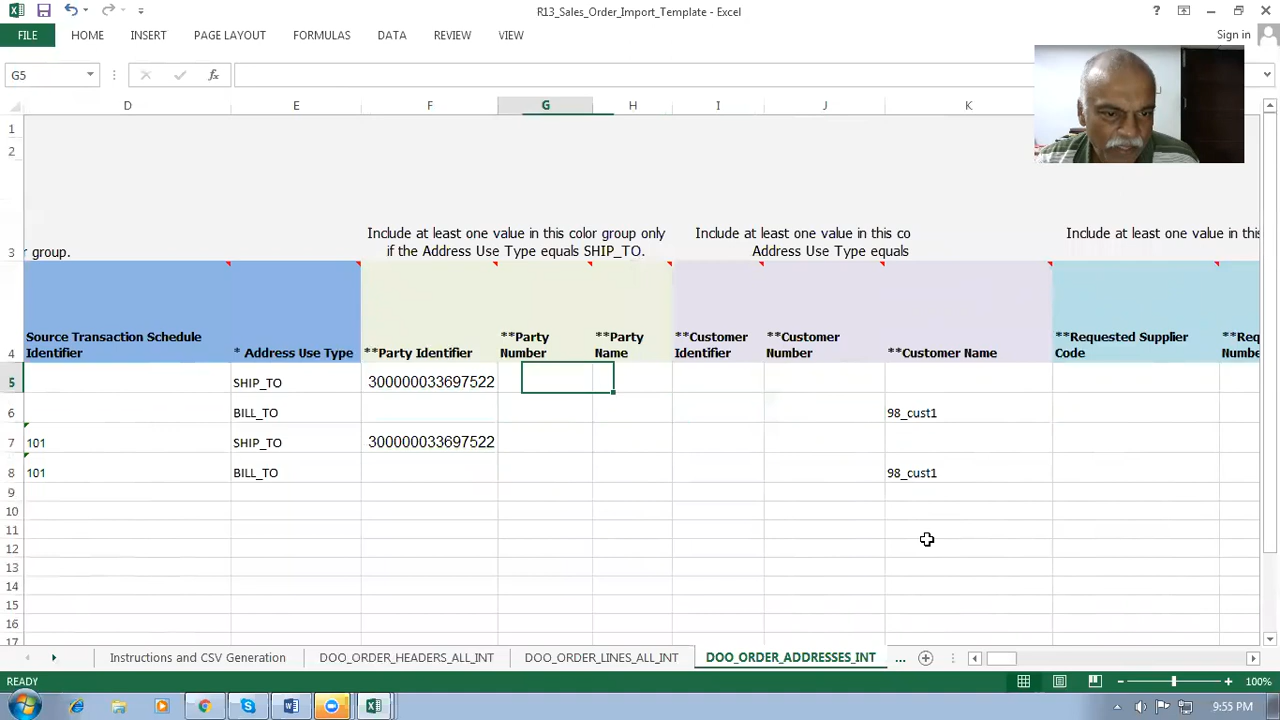 R13_Sales_Order_Import_Template - Excel
Sign in
FILE HOME INSERT PAGE LAYOUT FORMULAS DATA REVIEW VIEW
G5
D E F G H I J K
1
2
Include at least one value in this color group only Include at least one value in this co Include at least one value in this
3 r group. if the Address Use Type equals SHIP_TO. Address Use Type equals
Source Transaction Schedule **Party **Party **Customer **Customer **Requested Supplier **Req
4 Identifier * Address Use Type **Party Identifier Number Name Identifier Number **Customer Name Code Numbe
5 SHIP_TO 300000033697522
6 BILL_TO 98_cust1
7 101 SHIP_TO 300000033697522
8 101 BILL_TO 98_cust1
9
10
11
12
13
14
15
16
17
Instructions and CSV Generation DOO_ORDER_HEADERS_ALL_INT DOO_ORDER_LINES_ALL_INT DOO_ORDER_ADDRESSES_INT ...
READY 100%
9:55 PM